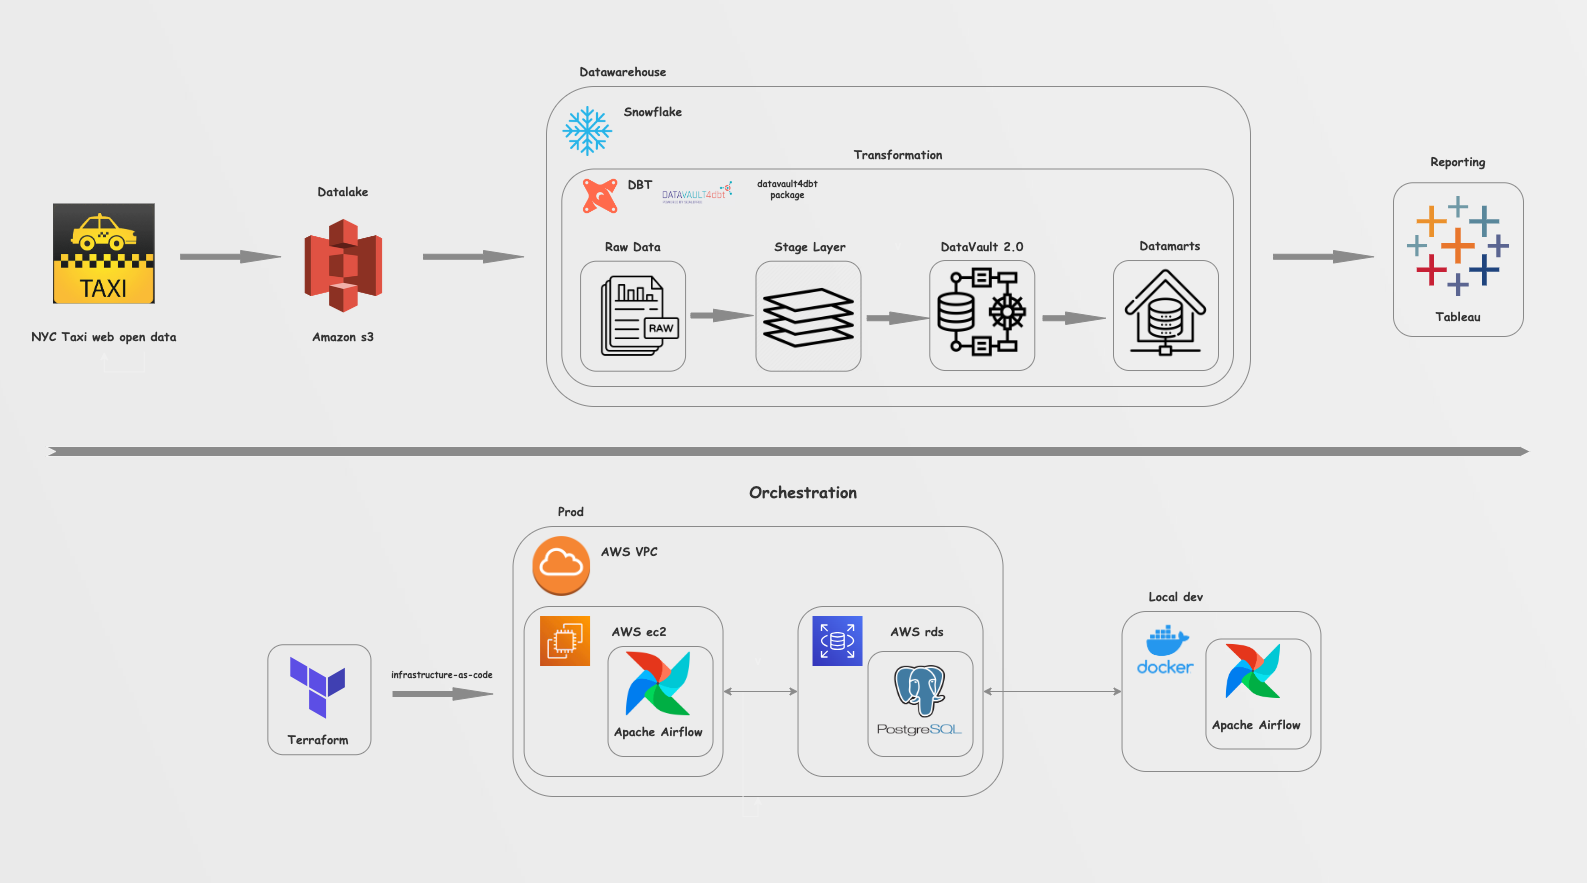 Datawarehouse
Snowflake
Transformation
Reporting
DBT
DATAVAULT4dbt
datavault4dbt
package
Datalake
Raw Data
Stage Layer
DataVault 2.0
Datamarts
TAXI
RAW
NYC Taxi web open data
Amazon s3
Tableau
Orchestration
Prod
AWS VPC
Local dev
AWS ec2
AWS rds
docker
infrastructure-as-code
Terraform
Apache Airflow
PostgreSQL
Apache Airflow